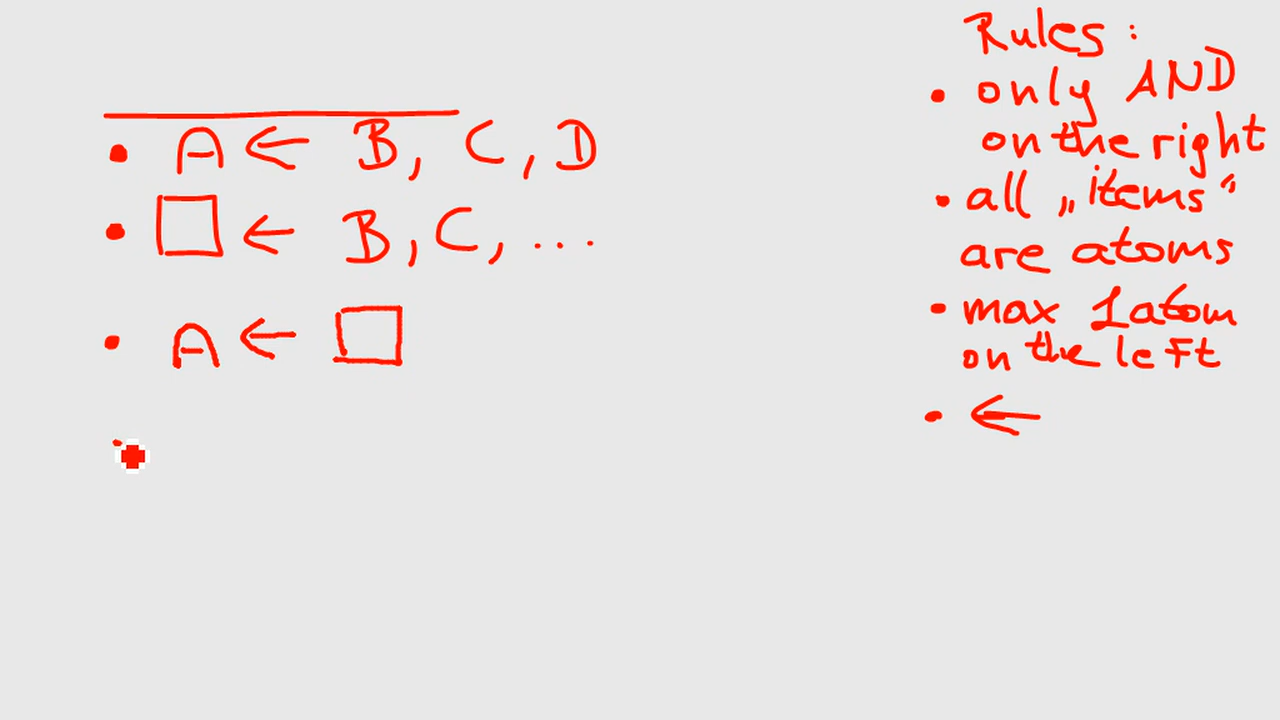 • A ← B, C, D
• □ ← B, C, ...
• A ← □
Rules:
• only AND
on the right
• all „items“
are atoms
• max 1 atom
on the left
• ←